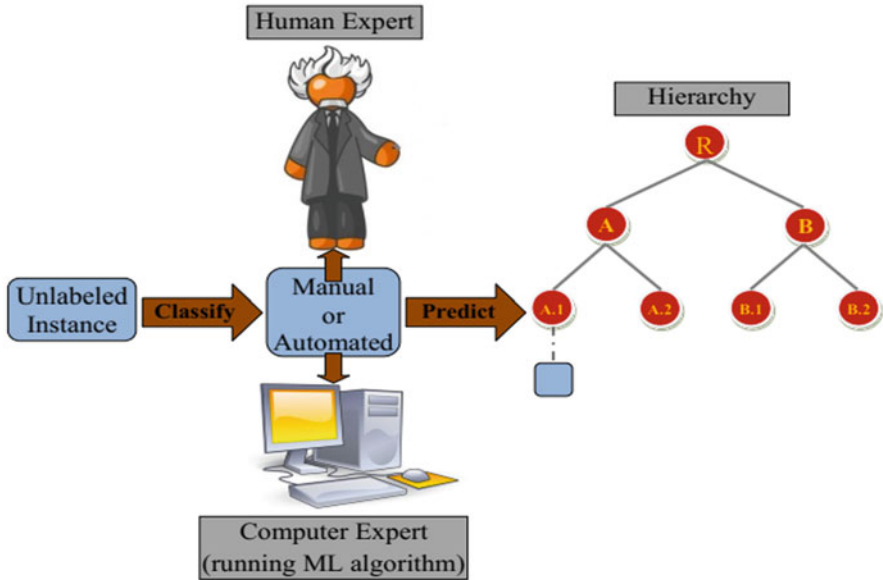 Human Expert
Hierarchy
R
A
B
Unlabeled
Instance
Classify
Manual
or
Automated
Predict
A.1
A.2
B.1
B.2
Computer Expert
(running ML algorithm)